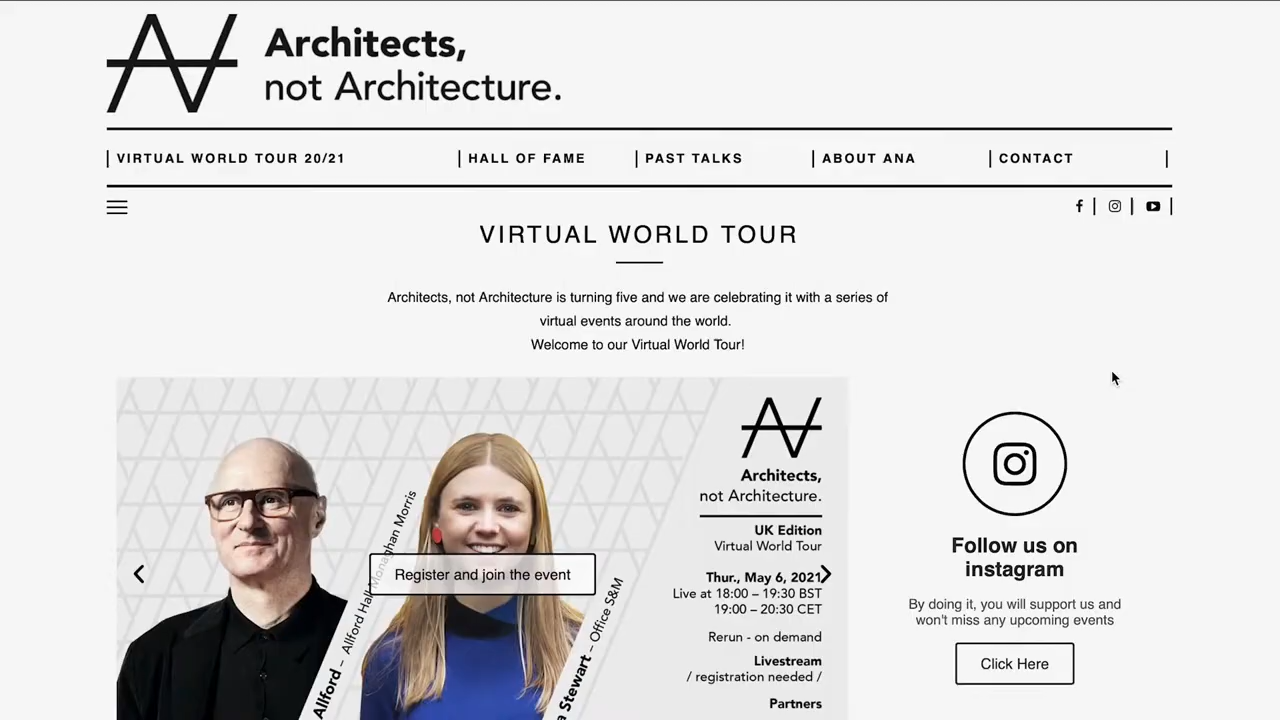 Architects,
not Architecture.
VIRTUAL WORLD TOUR 20/21
HALL OF FAME
PAST TALKS
ABOUT ANA
CONTACT
VIRTUAL WORLD TOUR
Architects, not Architecture is turning five and we are celebrating it with a series of
virtual events around the world.
Welcome to our Virtual World Tour!
Allford – Allford Hall Monaghan Morris
Stewart – Office S&M
Register and join the event
Architects,
not Architecture.
UK Edition
Virtual World Tour
Thur., May 6, 2021
Live at 18:00 – 19:30 BST
19:00 – 20:30 CET
Rerun - on demand
Livestream
/ registration needed /
Partners
Follow us on
instagram
By doing it, you will support us and
won't miss any upcoming events
Click Here